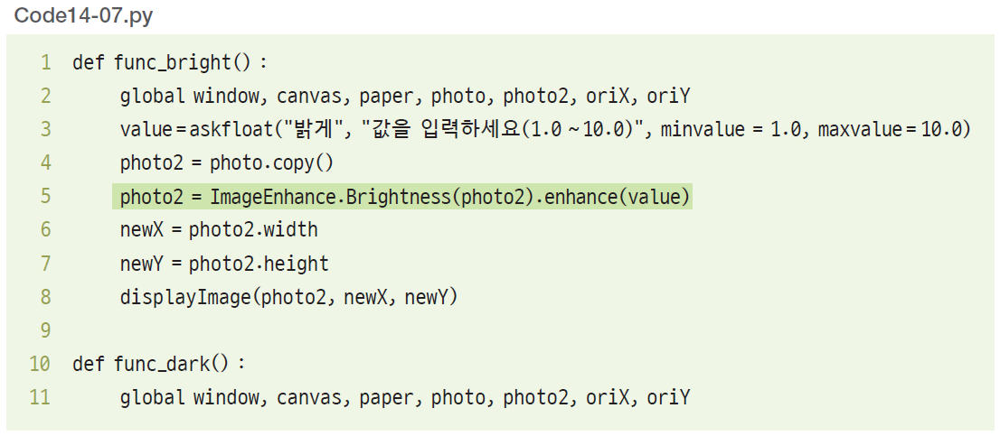 Code14-07.py
1 def func_bright() :
2 global window, canvas, paper, photo, photo2, oriX, oriY
3 value=askfloat("밝게", "값을 입력하세요(1.0 ~10.0)", minvalue = 1.0, maxvalue=10.0)
4 photo2 = photo.copy()
5 photo2 = ImageEnhance.Brightness(photo2).enhance(value)
6 newX = photo2.width
7 newY = photo2.height
8 displayImage(photo2, newX, newY)
9
10 def func_dark() :
11 global window, canvas, paper, photo, photo2, oriX, oriY